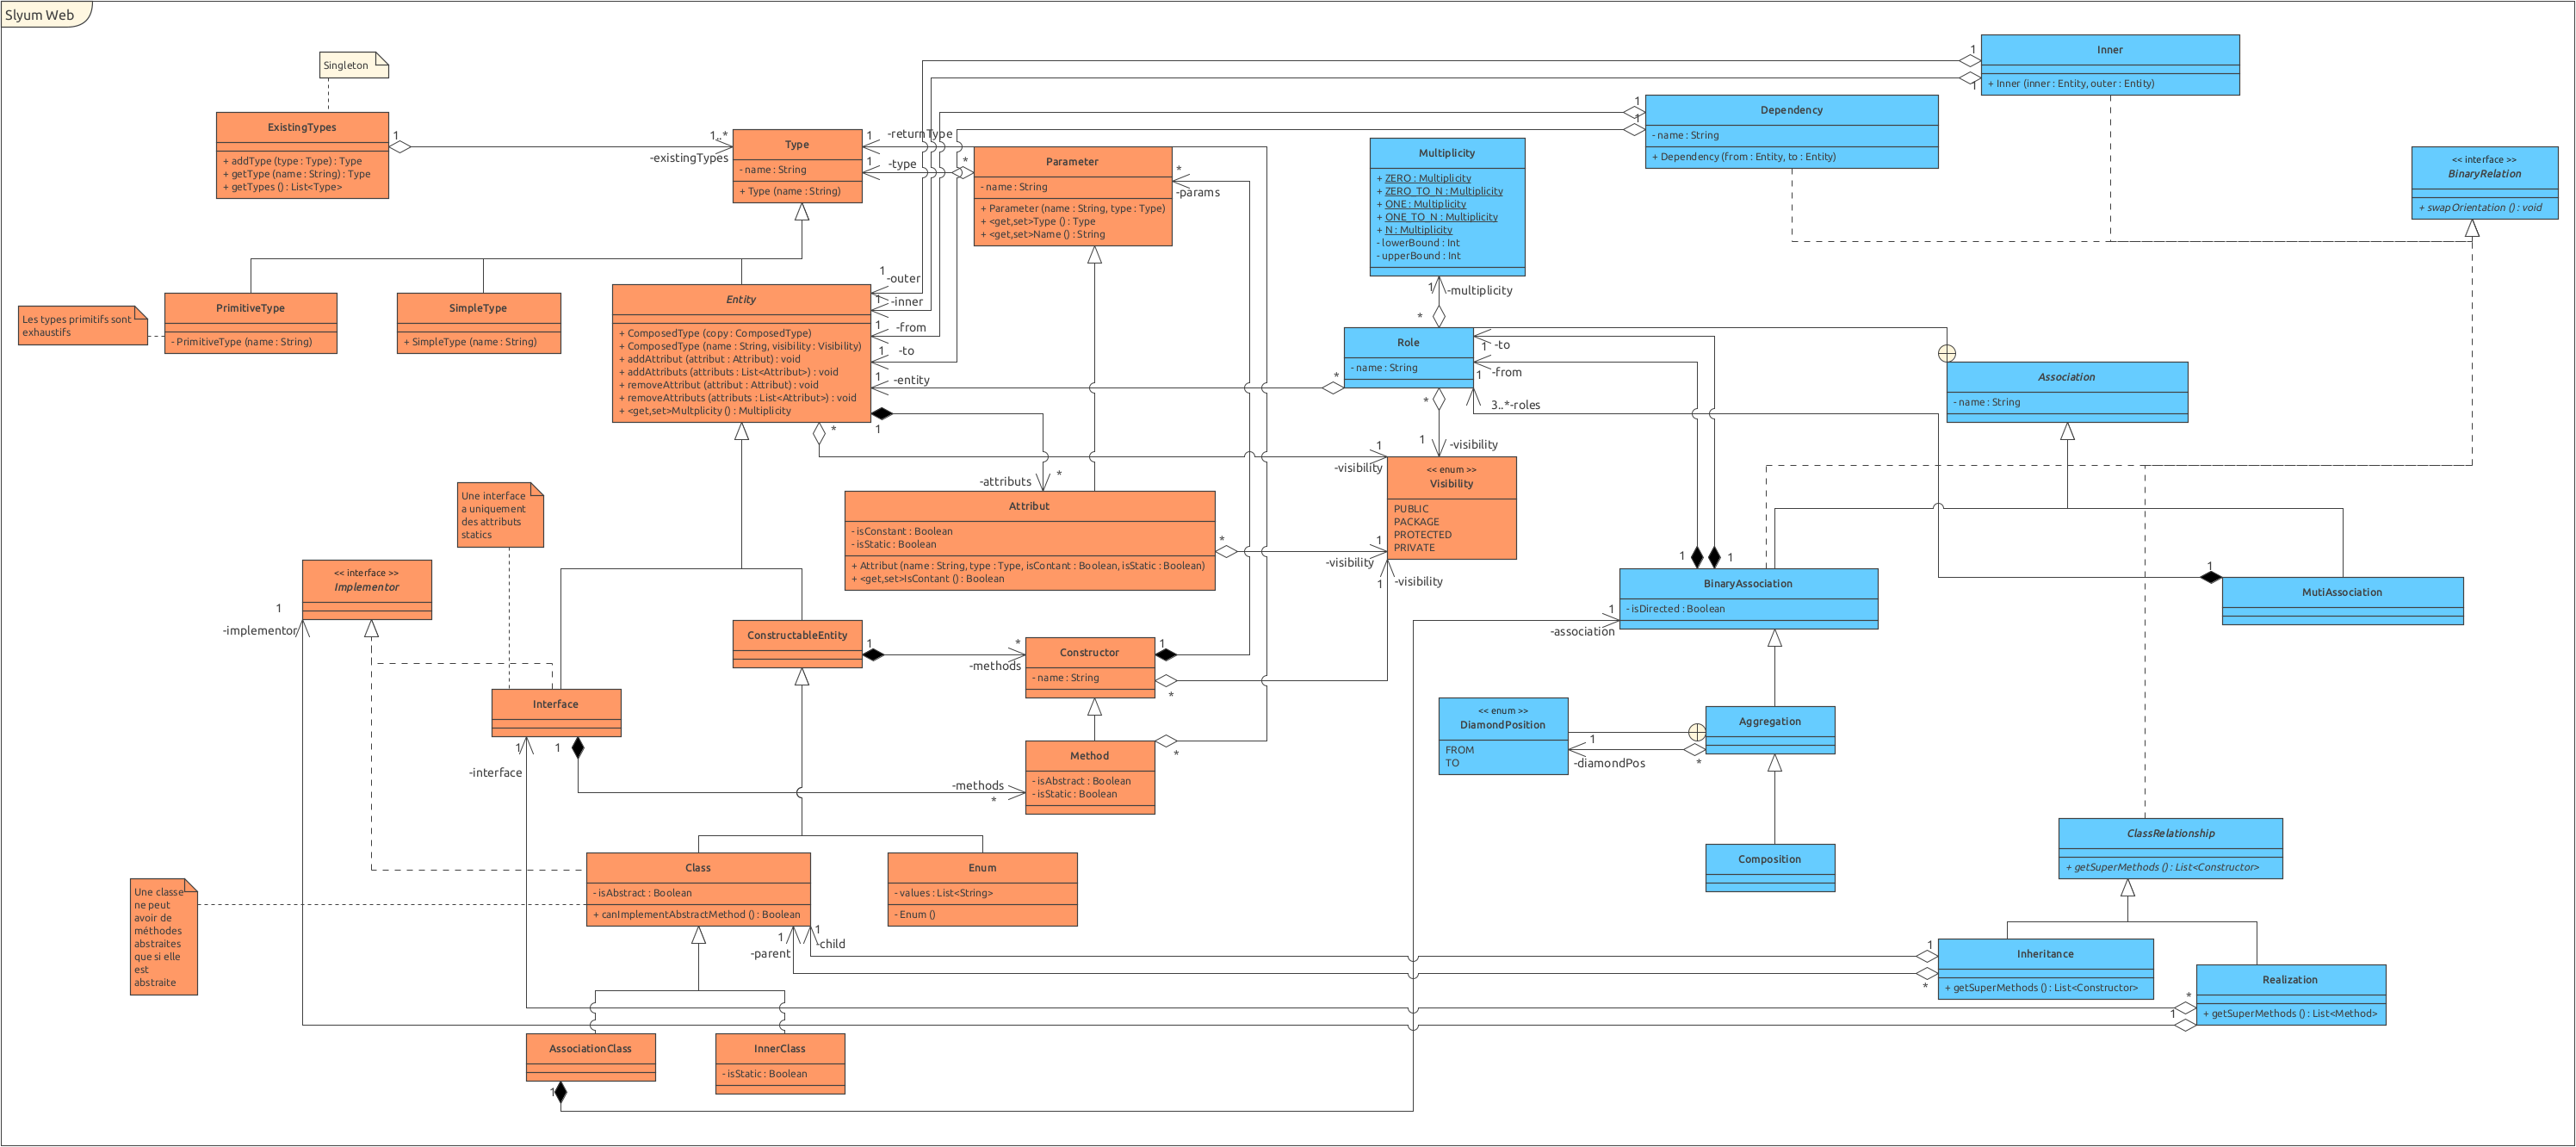 Slyum Web
Singleton
ExistingTypes
+ addType (type : Type) : Type
+ getType (name : String) : Type
+ getTypes () : List<Type>
1
1..*
-existingTypes
Type
- name : String
+ Type (name : String)
1
-returnType
1
-type
*
Parameter
- name : String
+ Parameter (name : String, type : Type)
+ <get,set>Type () : Type
+ <get,set>Name () : String
*
-params
Multiplicity
+ ZERO : Multiplicity
+ ZERO_TO_N : Multiplicity
+ ONE : Multiplicity
+ ONE_TO_N : Multiplicity
+ N : Multiplicity
- lowerBound : Int
- upperBound : Int
1
1
Dependency
- name : String
+ Dependency (from : Entity, to : Entity)
1
1
Inner
+ Inner (inner : Entity, outer : Entity)
<< interface >>
BinaryRelation
+ swapOrientation () : void
Les types primitifs sont
exhaustifs
PrimitiveType
- PrimitiveType (name : String)
SimpleType
+ SimpleType (name : String)
Entity
+ ComposedType (copy : ComposedType)
+ ComposedType (name : String, visibility : Visibility)
+ addAttribut (attribut : Attribut) : void
+ addAttributs (attributs : List<Attribut>) : void
+ removeAttribut (attribut : Attribut) : void
+ removeAttributs (attributs : List<Attribut>) : void
+ <get,set>Multplicity () : Multiplicity
1
-outer
1
-inner
1
-from
1
-to
1
-entity
*
1
*
1
-multiplicity
*
Role
- name : String
1
-to
-from
1
3..*
-roles
Association
- name : String
*
1
-visibility
1
-visibility
-attributs
*
<< enum >>
Visibility
PUBLIC
PACKAGE
PROTECTED
PRIVATE
Attribut
- isConstant : Boolean
- isStatic : Boolean
+ Attribut (name : String, type : Type, isContant : Boolean, isStatic : Boolean)
+ <get,set>IsContant () : Boolean
*
1
-visibility
1
-visibility
Une interface
a uniquement
des attributs
statics
<< interface >>
Implementor
1
-implementor
1
1
BinaryAssociation
- isDirected : Boolean
1
-association
1
MutiAssociation
ConstructableEntity
1
*
-methods
Constructor
- name : String
1
*
Interface
1
1
-interface
-methods
*
Method
- isAbstract : Boolean
- isStatic : Boolean
*
<< enum >>
DiamondPosition
FROM
TO
1
-diamondPos
*
Aggregation
Composition
ClassRelationship
+ getSuperMethods () : List<Constructor>
Une classe
ne peut
avoir de
méthodes
abstraites
que si elle
est
abstraite
Class
- isAbstract : Boolean
+ canImplementAbstractMethod () : Boolean
Enum
- values : List<String>
- Enum ()
1
-parent
1
-child
1
*
Inheritance
+ getSuperMethods () : List<Constructor>
*
1
Realization
+ getSuperMethods () : List<Method>
AssociationClass
1
InnerClass
- isStatic : Boolean